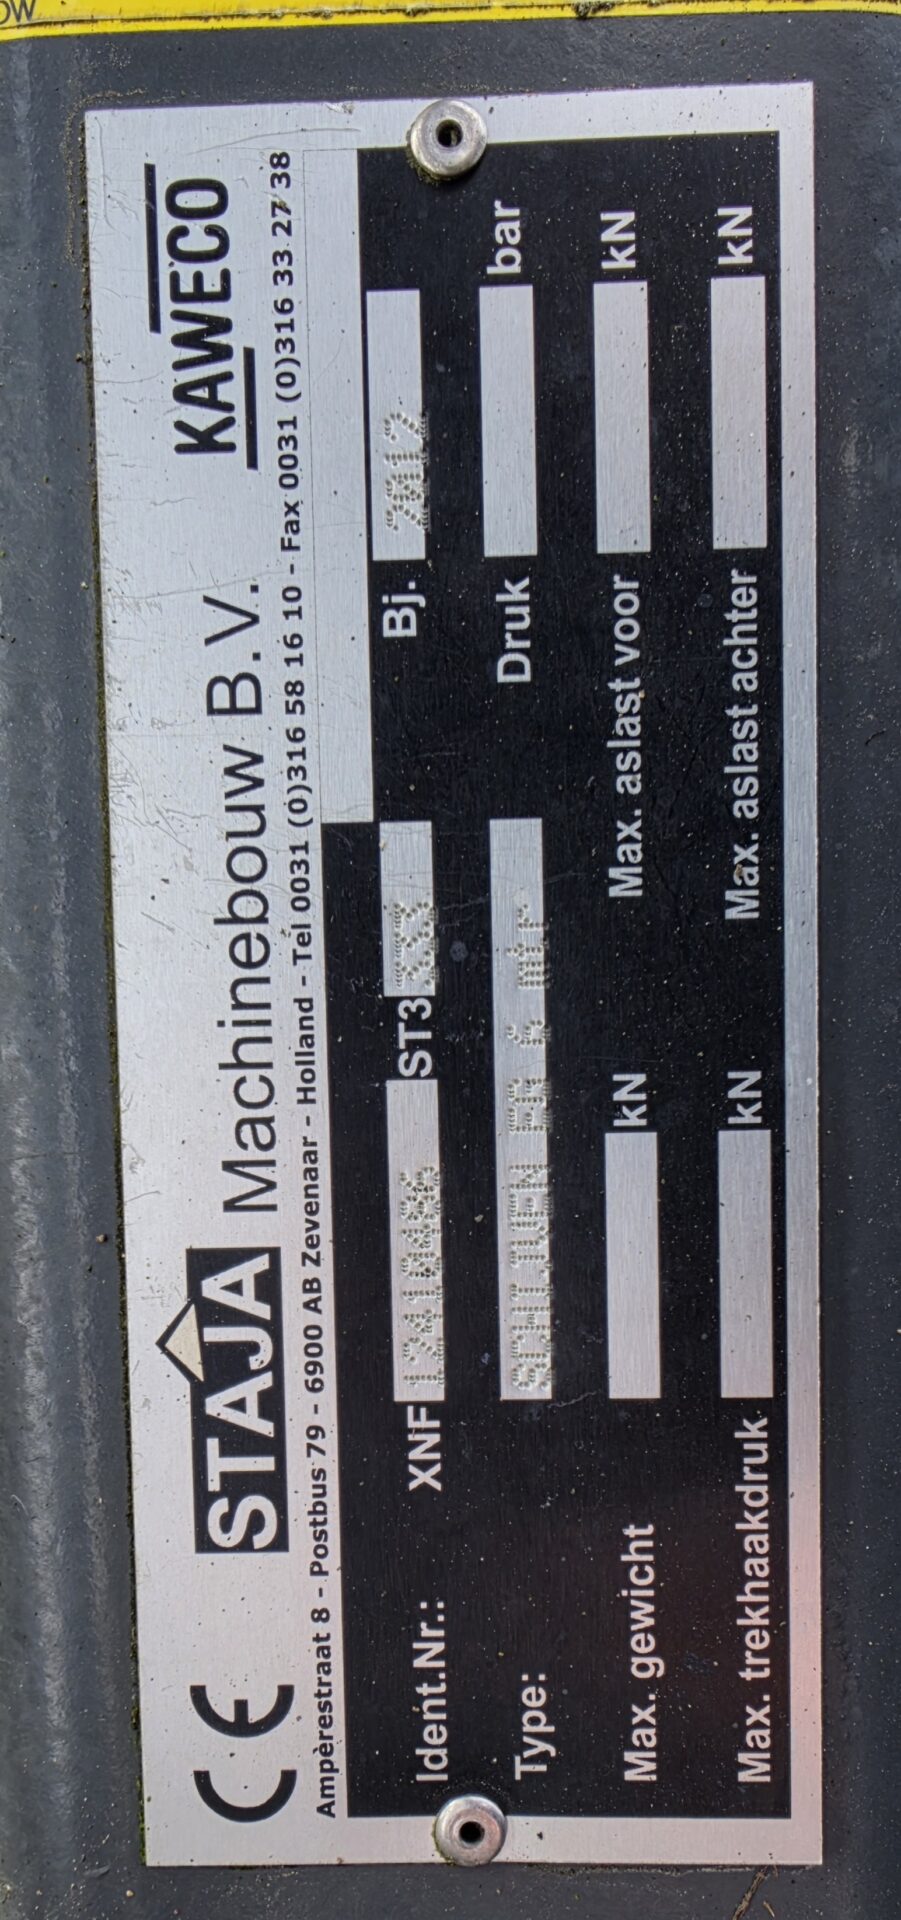 OW
CE STAJA Machinebouw B.V. KAWECO
Ampèrestraat 8 - Postbus 79 - 6900 AB Zevenaar - Holland - Tel 0031 (0)316 58 16 10 - Fax 0031 (0)316 33 27 38
Ident.Nr.: XNF ST3 Bj. 2012
Type: mtr Druk bar
Max. gewicht kN Max. aslast voor kN
Max. trekhaakdruk kN Max. aslast achter kN